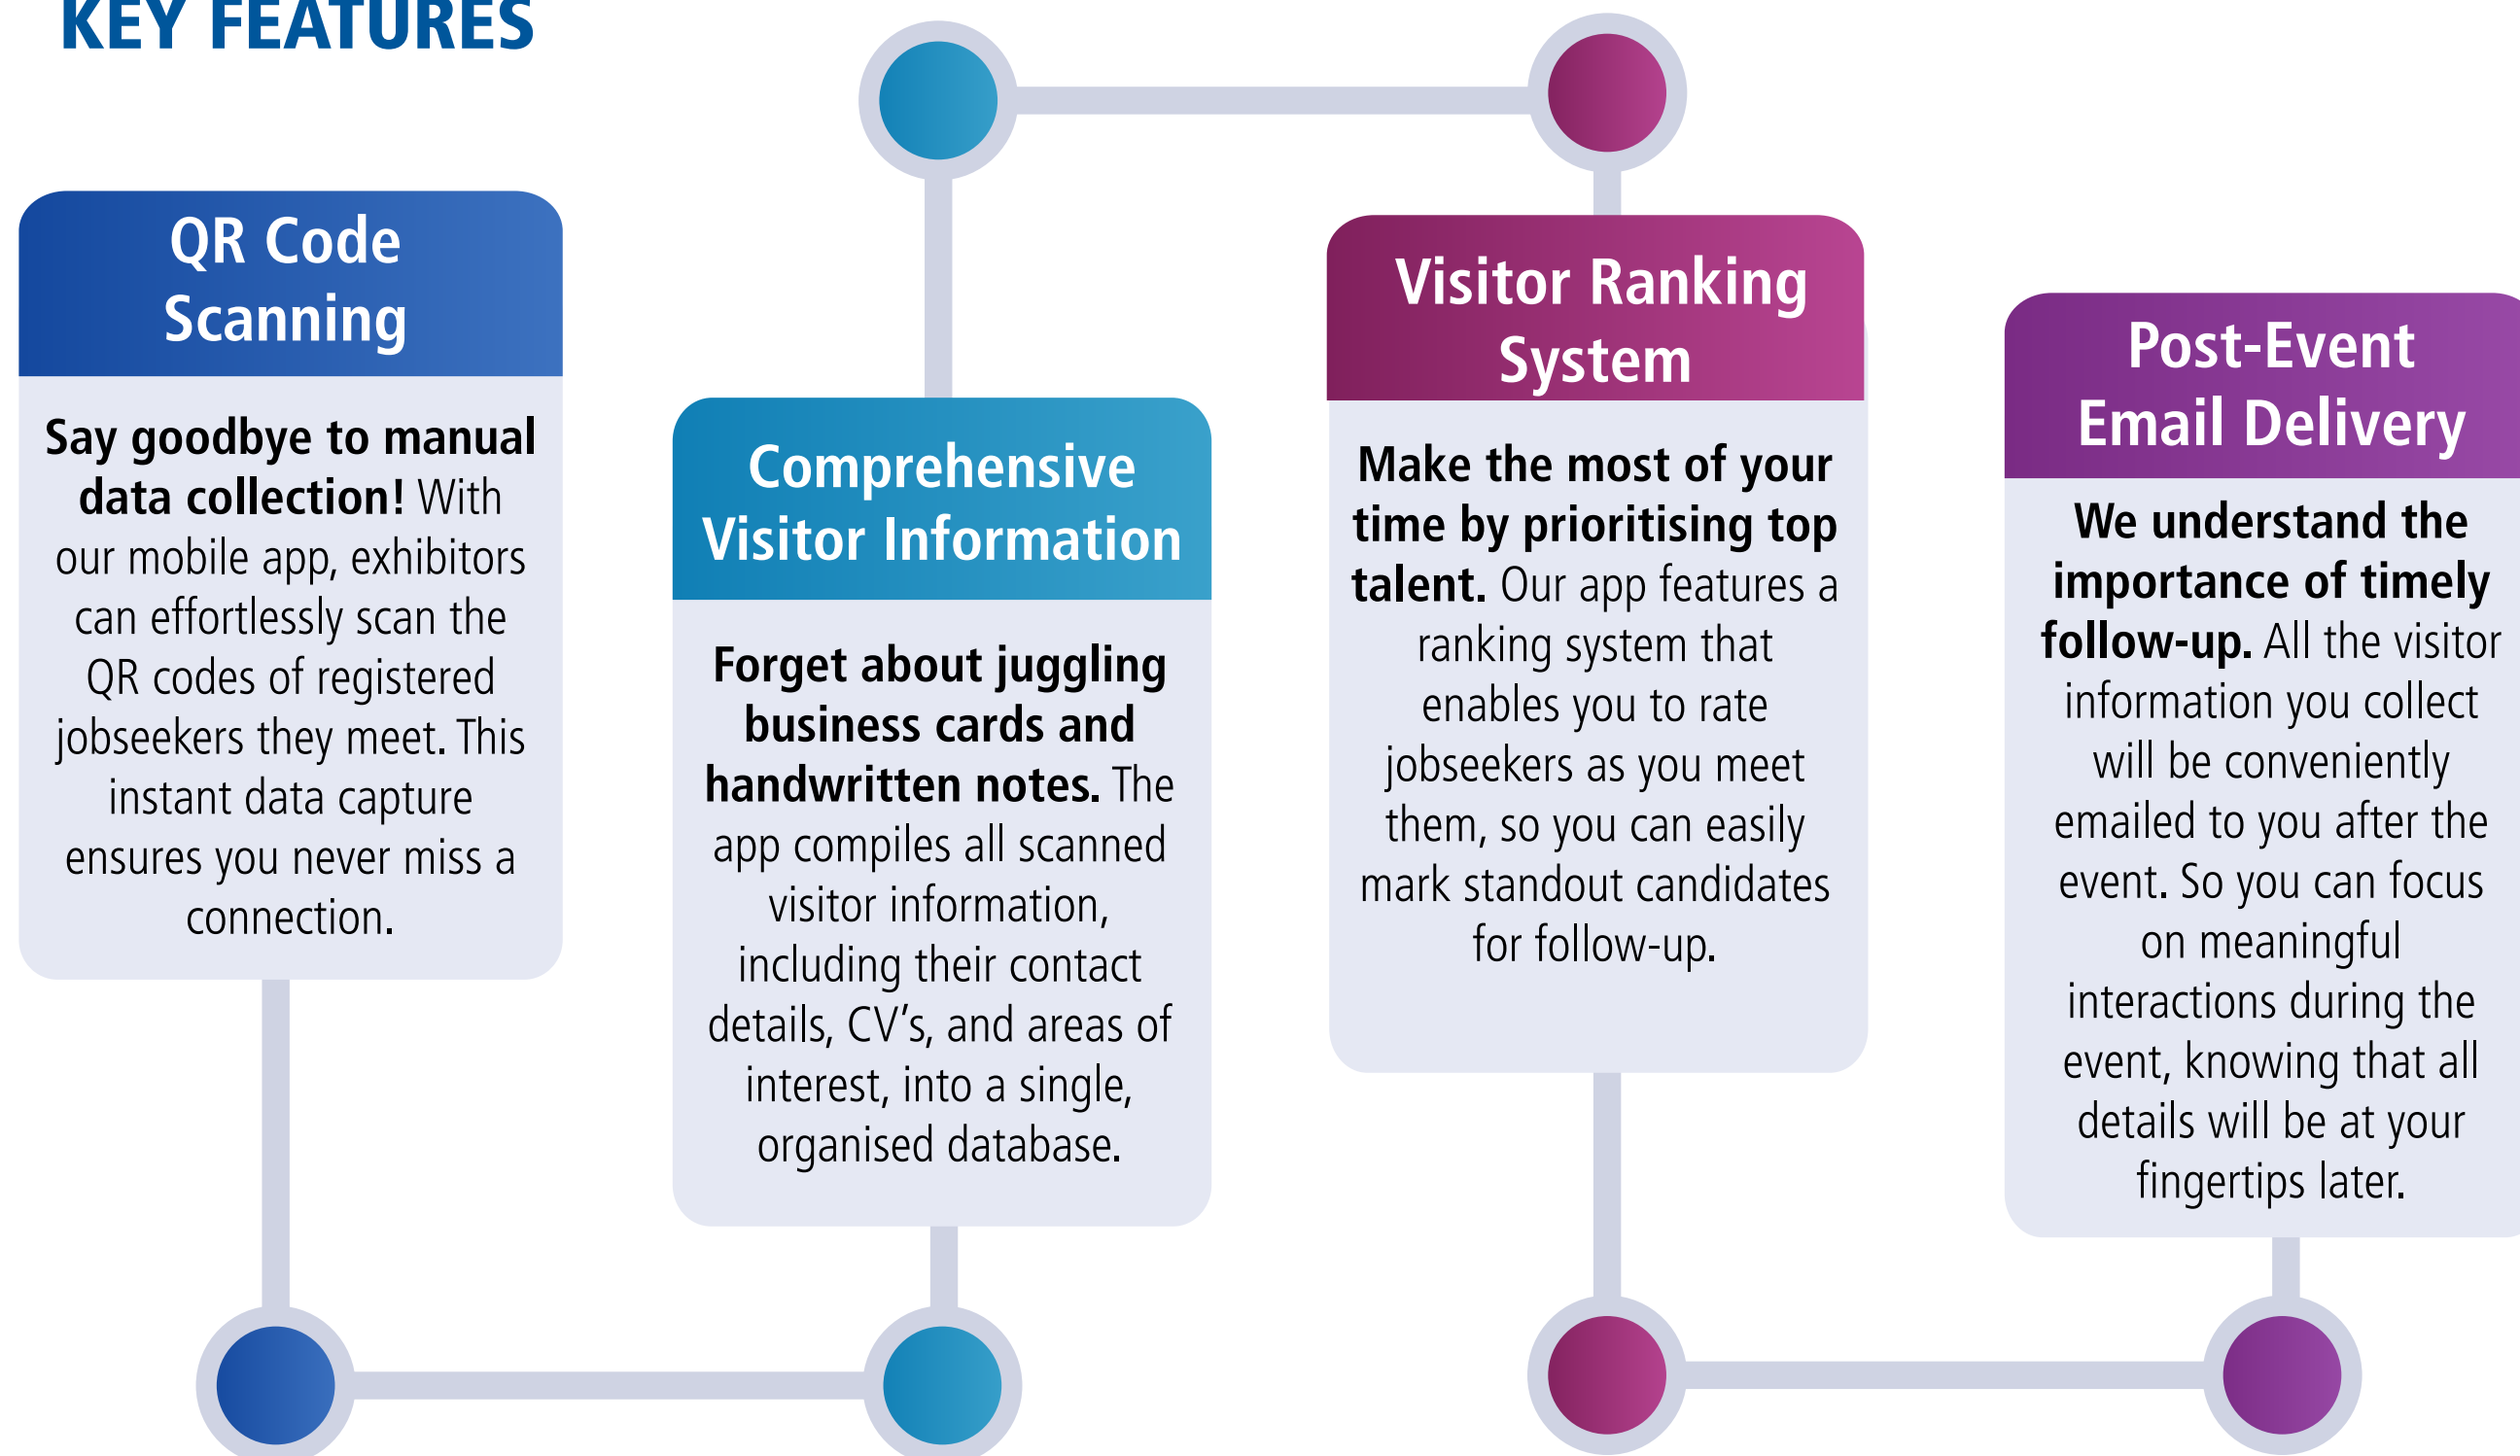 KEY FEATURES
QR Code
Scanning
Say goodbye to manual
data collection! With
our mobile app, exhibitors
can effortlessly scan the
QR codes of registered
jobseekers they meet. This
instant data capture
ensures you never miss a
connection.
Comprehensive
Visitor Information
Forget about juggling
business cards and
handwritten notes. The
app compiles all scanned
visitor information,
including their contact
details, CV's, and areas of
interest, into a single,
organised database.
Visitor Ranking
System
Make the most of your
time by prioritising top
talent. Our app features a
ranking system that
enables you to rate
jobseekers as you meet
them, so you can easily
mark standout candidates
for follow-up.
Post-Event
Email Delivery
We understand the
importance of timely
follow-up. All the visitor
information you collect
will be conveniently
emailed to you after the
event. So you can focus
on meaningful
interactions during the
event, knowing that all
details will be at your
fingertips later.